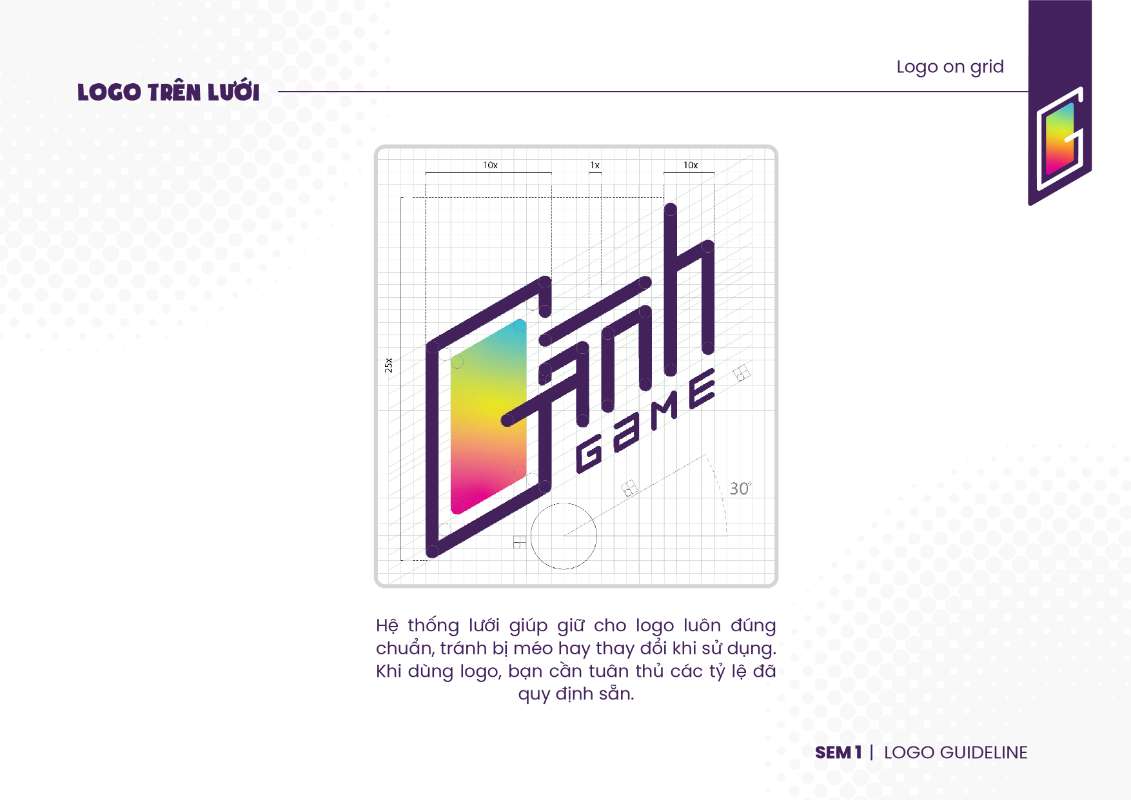 Logo on grid
LOGO TRÊN LƯỚI
10x
1x
10x
25x
Ganh
GaME
30°
Hệ thống lưới giúp giữ cho logo luôn đúng
chuẩn, tránh bị méo hay thay đổi khi sử dụng.
Khi dùng logo, bạn cần tuân thủ các tỷ lệ đã
quy định sẵn.
SEM 1 | LOGO GUIDELINE